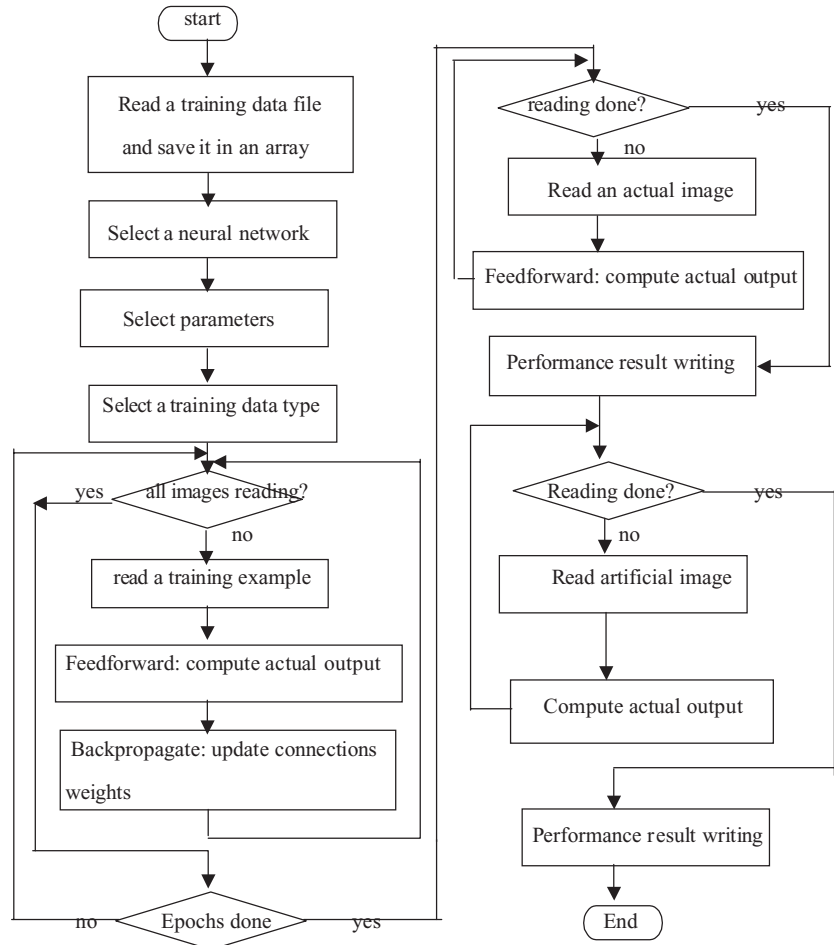 start
Read a training data file
and save it in an array
Select a neural network
Select parameters
Select a training data type
yes
all images reading?
no
read a training example
Feedforward: compute actual output
Backpropagate: update connections
weights
no
Epochs done
yes
reading done?
yes
no
Read an actual image
Feedforward: compute actual output
Performance result writing
Reading done?
yes
no
Read artificial image
Compute actual output
Performance result writing
End